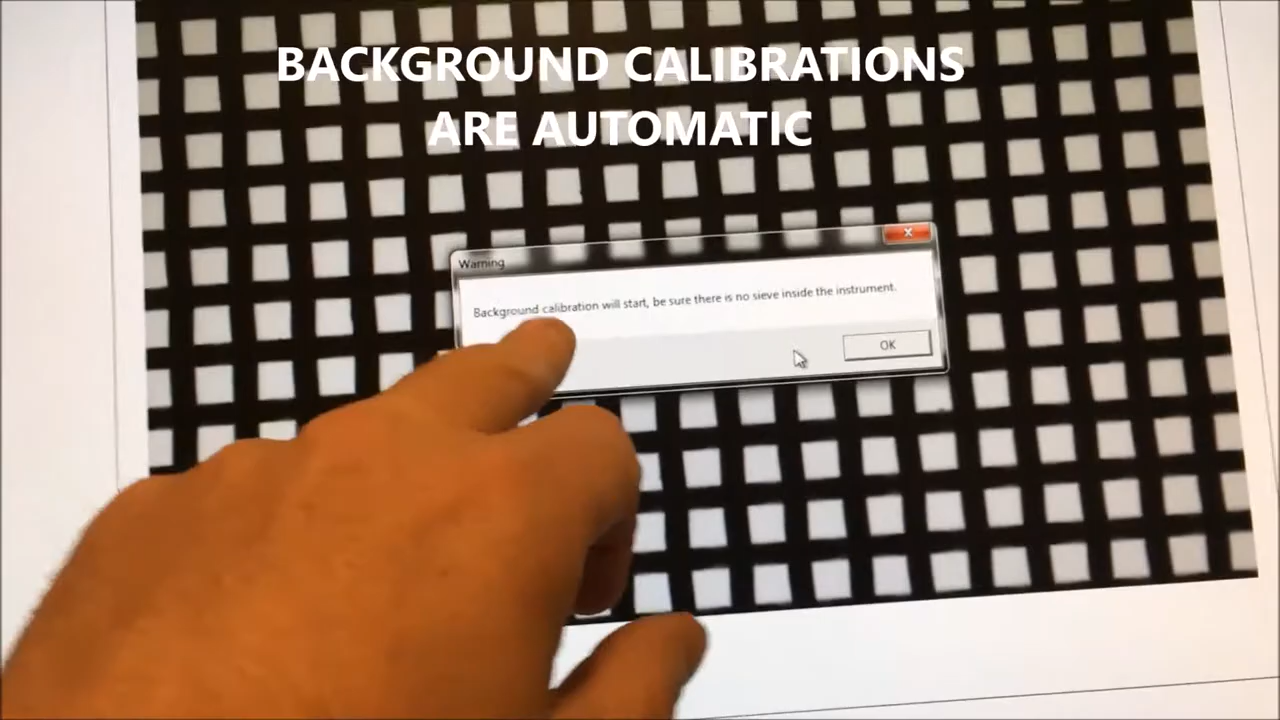 BACKGROUND CALIBRATIONS
ARE AUTOMATIC
Warning
Background calibration will start, be sure there is no sieve inside the instrument.
OK